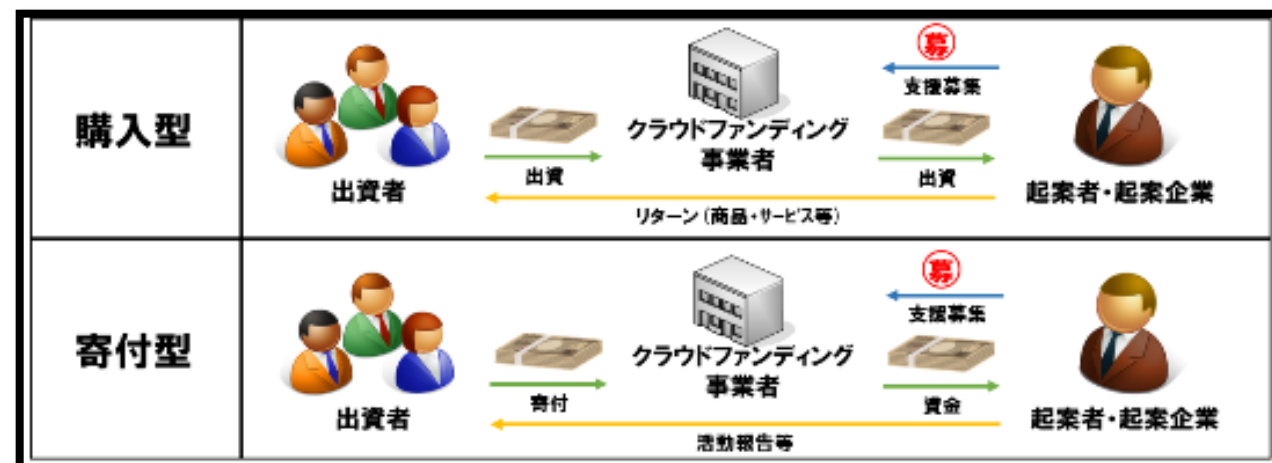 購入型
出資者
出資
クラウドファンディング
事業者
募
支援募集
出資
起案者・起案企業
リターン（商品・サービス等）
寄付型
出資者
寄付
クラウドファンディング
事業者
募
支援募集
資金
起案者・起案企業
活動報告等